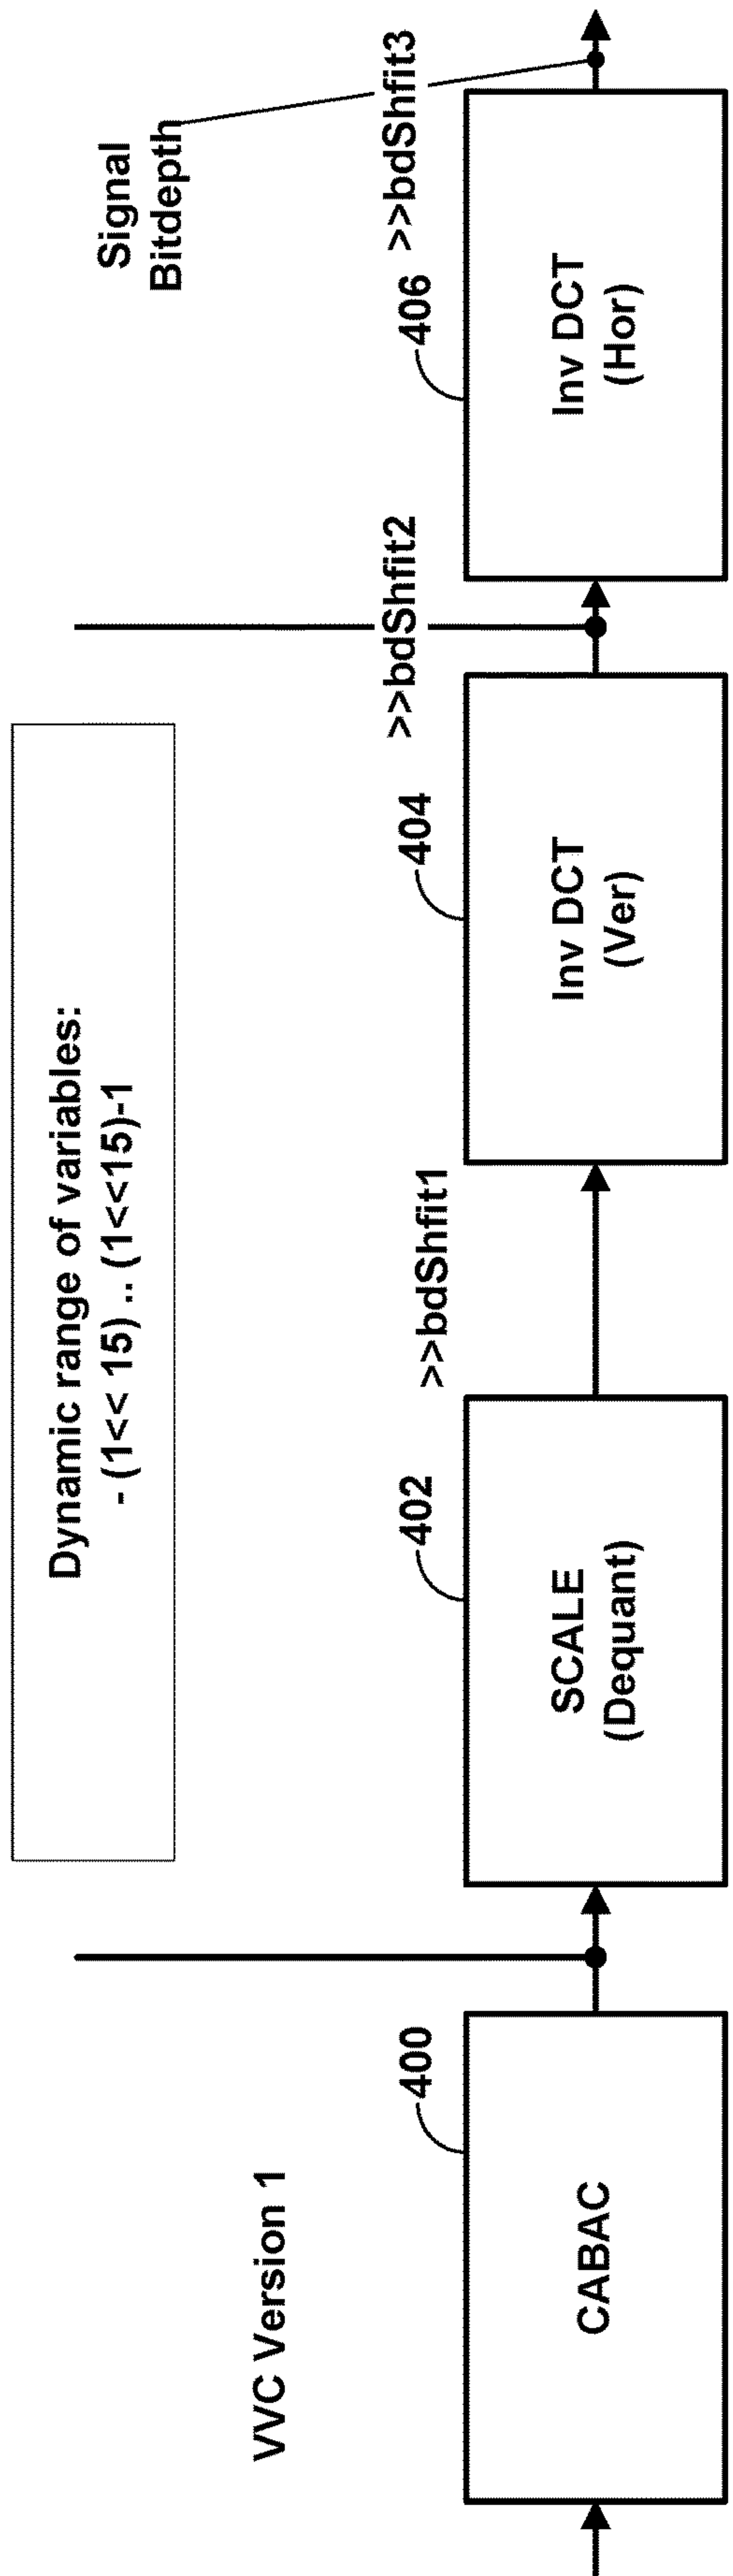 Dynamic range of variables:
- (1<< 15) .. (1<<15)-1
Signal
Bitdepth
VVC Version 1
400
402
>>bdShfit1
404
>>bdShfit2
406
>>bdShfit3
CABAC
SCALE
(Dequant)
Inv DCT
(Ver)
Inv DCT
(Hor)